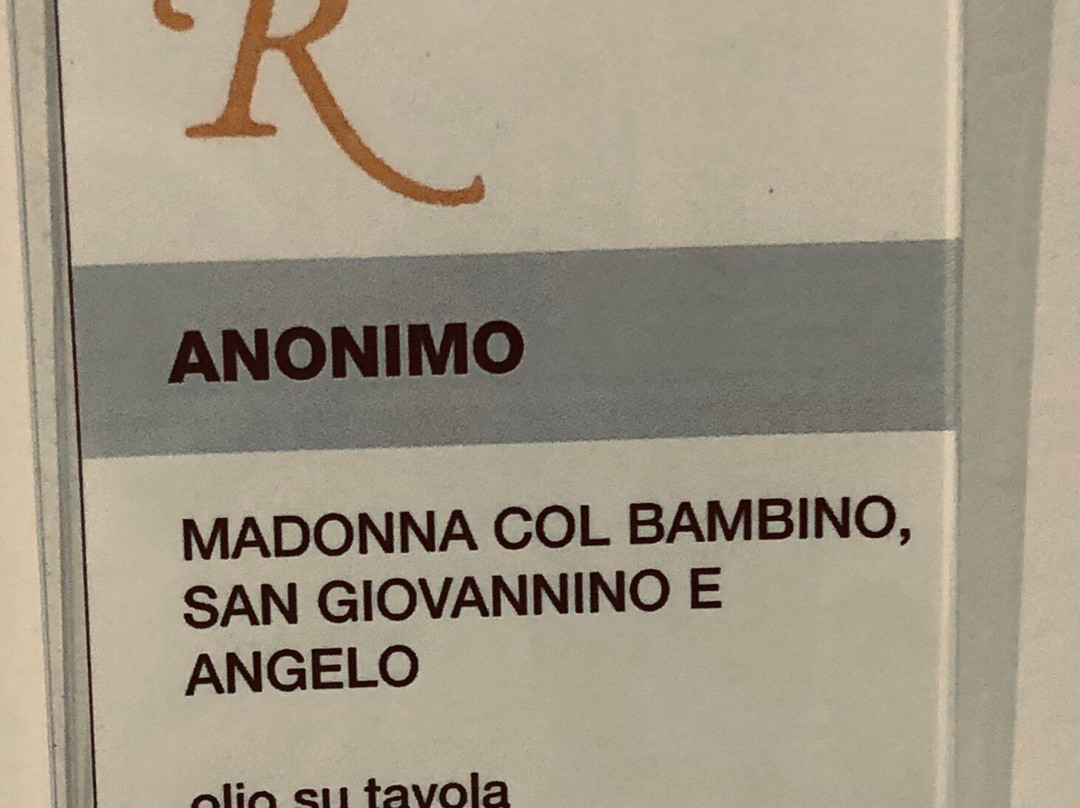 R
ANONIMO
MADONNA COL BAMBINO,
SAN GIOVANNINO E
ANGELO
olio su tavola